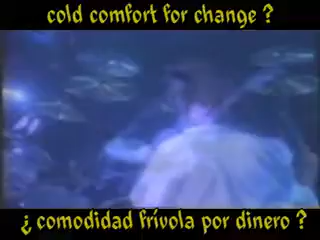 cold comfort for change ?
¿ comodidad frívola por dinero ?